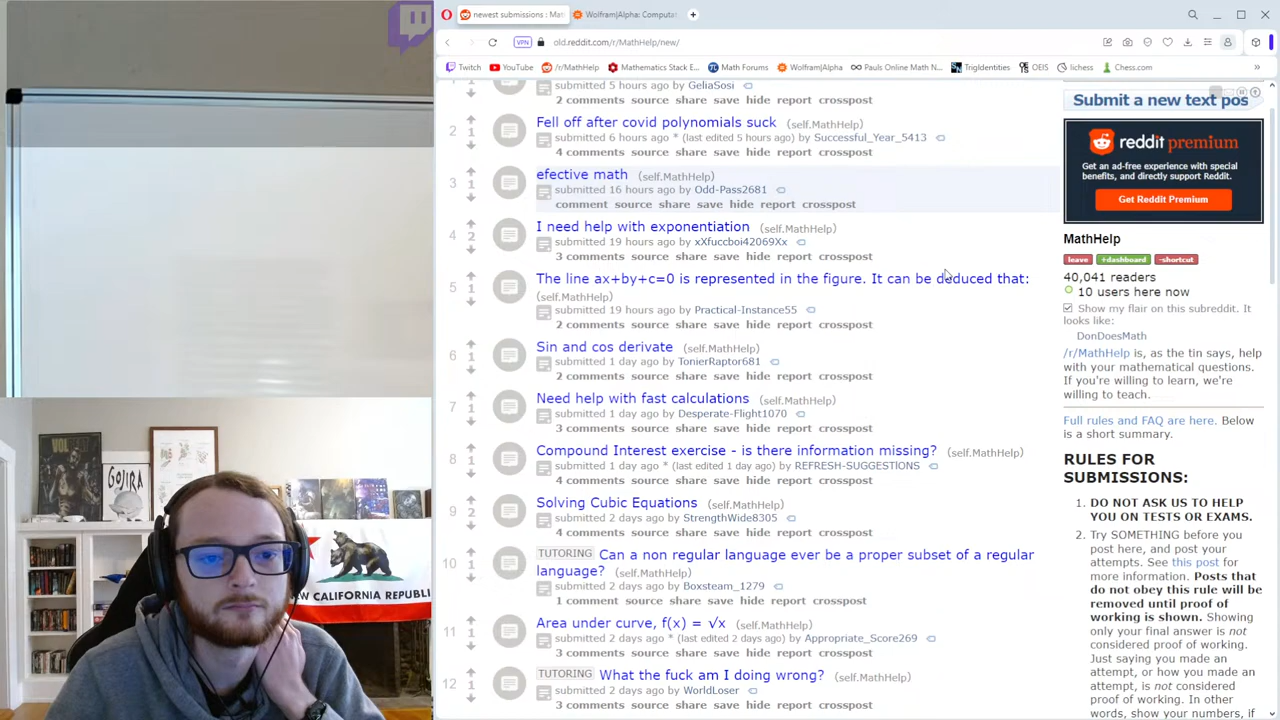 newest submissions : Mat
Wolfram|Alpha: Computat
VPN
old.reddit.com/r/MathHelp/new/
Twitch
YouTube
/r/MathHelp
Mathematics Stack E...
Math Forums
Wolfram|Alpha
Pauls Online Math N...
TrigIdentities
OEIS
lichess
Chess.com
submitted 5 hours ago by GeliaSosi
2 comments source share save hide report crosspost
2
1
Fell off after covid polynomials suck (self.MathHelp)
submitted 6 hours ago * (last edited 5 hours ago) by Successful_Year_5413
4 comments source share save hide report crosspost
3
1
efective math (self.MathHelp)
submitted 16 hours ago by Odd-Pass2681
comment source share save hide report crosspost
4
2
I need help with exponentiation (self.MathHelp)
submitted 19 hours ago by xXfuccboi42069Xx
3 comments source share save hide report crosspost
5
1
The line ax+by+c=0 is represented in the figure. It can be deduced that:
(self.MathHelp)
submitted 19 hours ago by Practical-Instance55
2 comments source share save hide report crosspost
6
1
Sin and cos derivate (self.MathHelp)
submitted 1 day ago by TonierRaptor681
2 comments source share save hide report crosspost
7
1
Need help with fast calculations (self.MathHelp)
submitted 1 day ago by Desperate-Flight1070
3 comments source share save hide report crosspost
8
1
Compound Interest exercise - is there information missing? (self.MathHelp)
submitted 1 day ago * (last edited 1 day ago) by REFRESH-SUGGESTIONS
4 comments source share save hide report crosspost
9
2
Solving Cubic Equations (self.MathHelp)
submitted 2 days ago by StrengthWide8305
4 comments source share save hide report crosspost
10
1
TUTORING Can a non regular language ever be a proper subset of a regular
language? (self.MathHelp)
submitted 2 days ago by Boxsteam_1279
1 comment source share save hide report crosspost
11
1
Area under curve, f(x) = √x (self.MathHelp)
submitted 2 days ago * (last edited 2 days ago) by Appropriate_Score269
3 comments source share save hide report crosspost
12
1
TUTORING What the fuck am I doing wrong? (self.MathHelp)
submitted 2 days ago by WorldLoser
3 comments source share save hide report crosspost
Submit a new text pos
reddit premium
Get an ad-free experience with special
benefits, and directly support Reddit.
Get Reddit Premium
MathHelp
leave
+dashboard
-shortcut
40,041 readers
10 users here now
Show my flair on this subreddit. It
looks like:
DonDoesMath
/r/MathHelp is, as the tin says, help
with your mathematical questions.
If you're willing to learn, we're
willing to teach.
Full rules and FAQ are here. Below
is a short summary.
RULES FOR
SUBMISSIONS:
1. DO NOT ASK US TO HELP
YOU ON TESTS OR EXAMS.
2. Try SOMETHING before you
post here, and post your
attempts. See this post for
more information. Posts that
do not obey this rule will be
removed until proof of
working is shown. Showing
only your final answer is not
considered proof of working.
Just saying you made an
attempt, or how you made an
attempt, is not considered
proof of working. In other
words, show your numbers, if
VOL
GOJIRA
EW CALIFORNIA REPUBLI